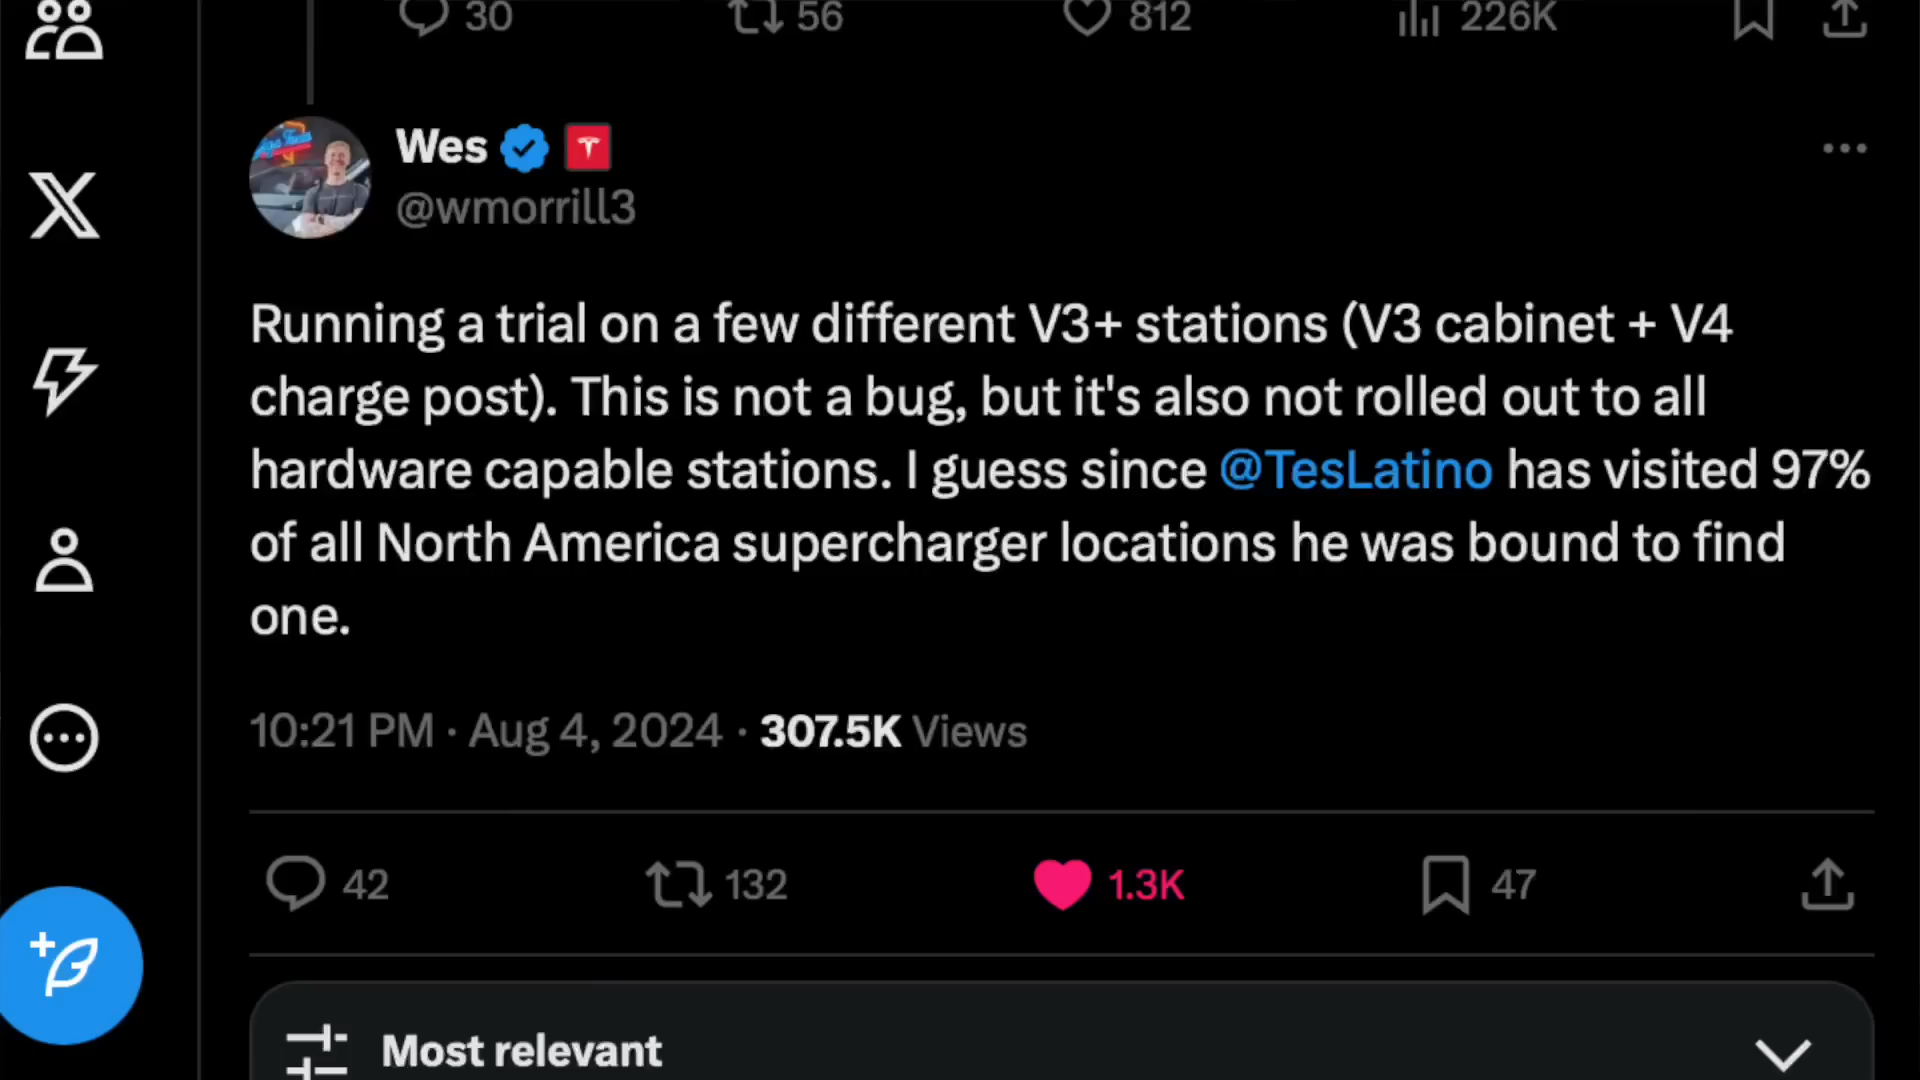 30 56 812 226K
Wes
@wmorrill3
Running a trial on a few different V3+ stations (V3 cabinet + V4
charge post). This is not a bug, but it's also not rolled out to all
hardware capable stations. I guess since @TesLatino has visited 97%
of all North America supercharger locations he was bound to find
one.
10:21 PM · Aug 4, 2024 · 307.5K Views
42 132 1.3K 47
Most relevant